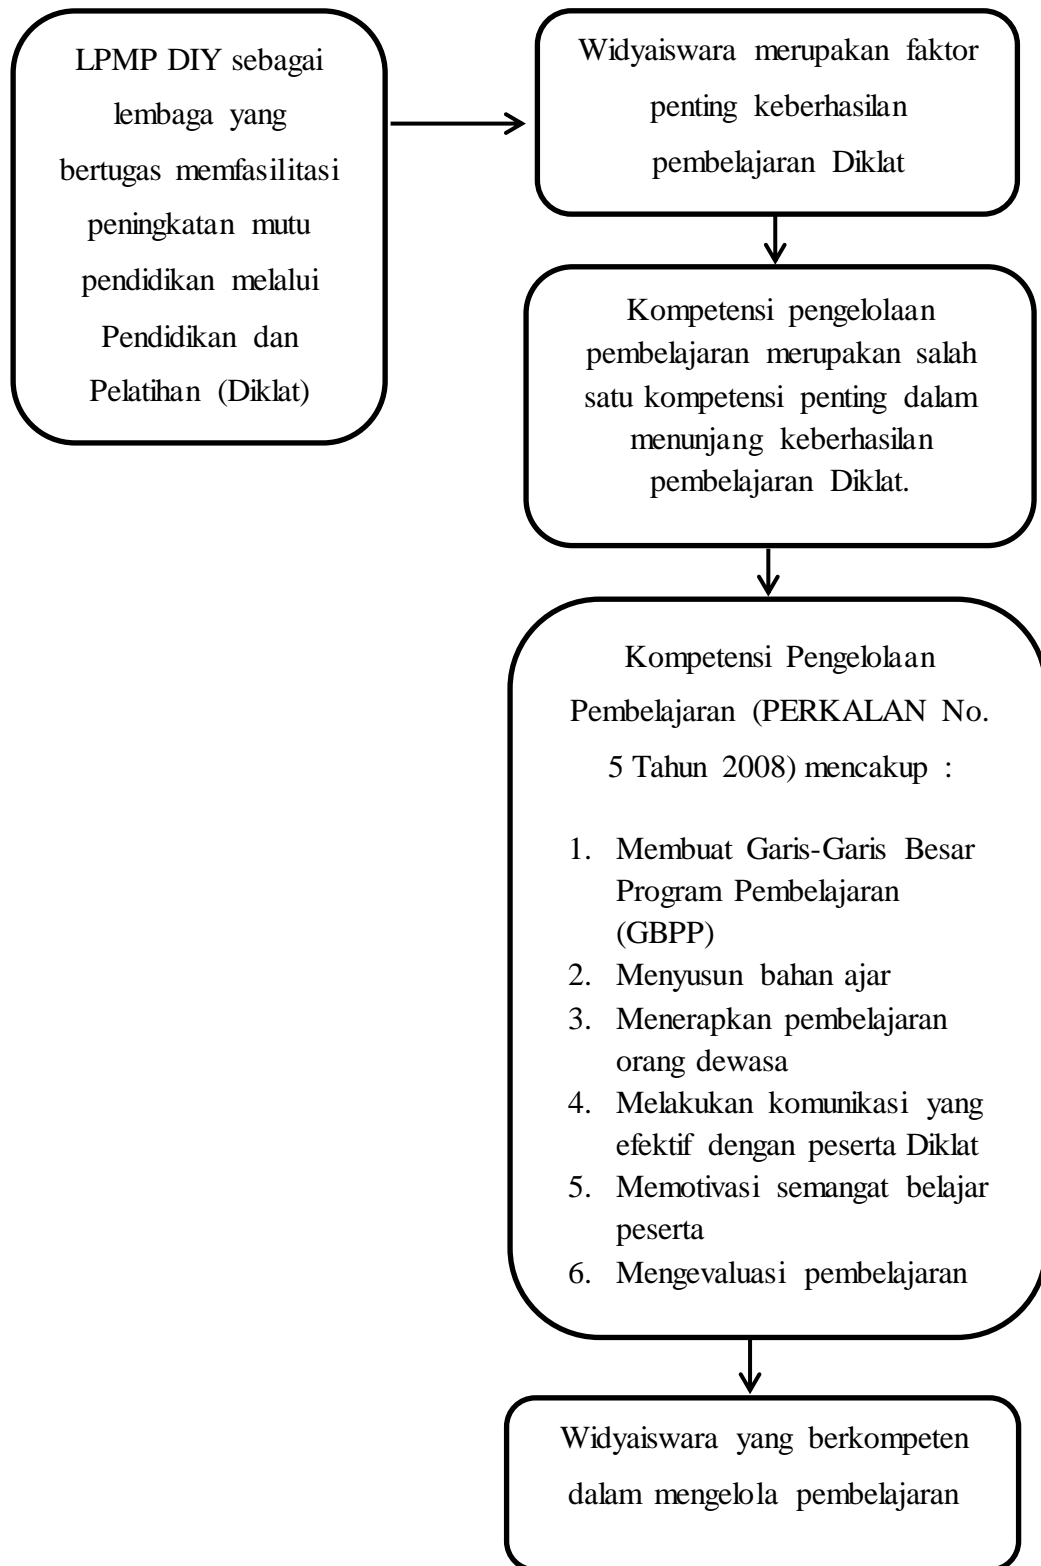 LPMP DIY sebagai
lembaga yang
bertugas memfasilitasi
peningkatan mutu
pendidikan melalui
Pendidikan dan
Pelatihan (Diklat)
Widyaiswara merupakan faktor
penting keberhasilan
pembelajaran Diklat
Kompetensi pengelolaan
pembelajaran merupakan salah
satu kompetensi penting dalam
menunjang keberhasilan
pembelajaran Diklat.
Kompetensi Pengelolaan
Pembelajaran (PERKALAN No.
5 Tahun 2008) mencakup :
1. Membuat Garis-Garis Besar
Program Pembelajaran
(GBPP)
2. Menyusun bahan ajar
3. Menerapkan pembelajaran
orang dewasa
4. Melakukan komunikasi yang
efektif dengan peserta Diklat
5. Memotivasi semangat belajar
peserta
6. Mengevaluasi pembelajaran
Widyaiswara yang berkompeten
dalam mengelola pembelajaran